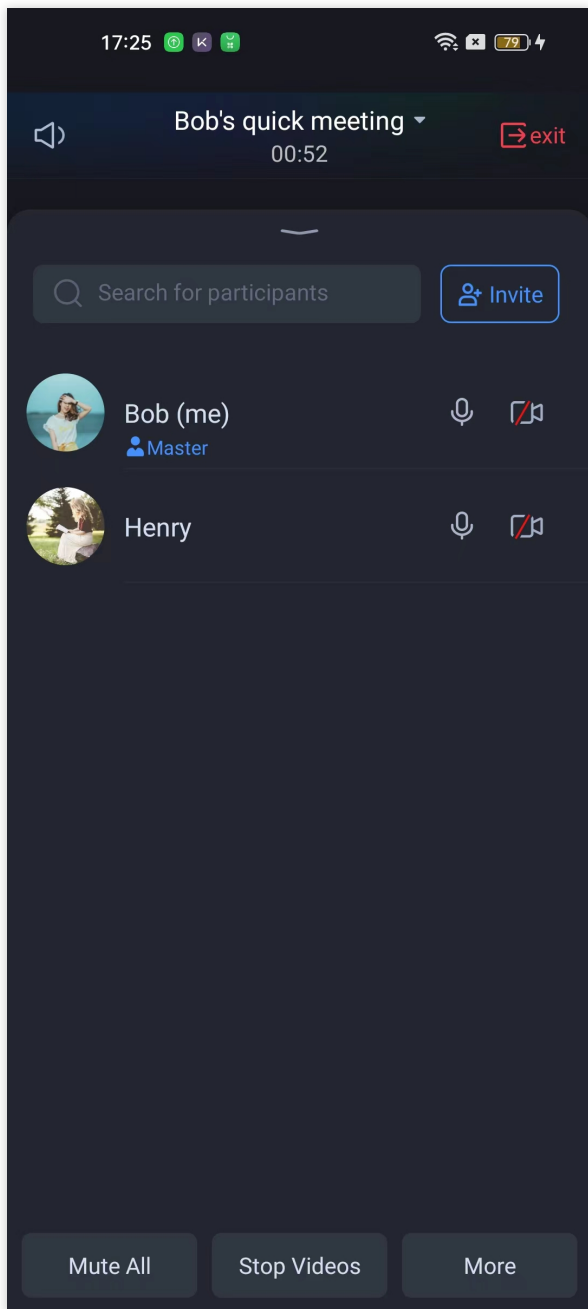 17:25
79
Bob's quick meeting
00:52
exit
Search for participants
Invite
Bob (me)
Master
Henry
Mute All
Stop Videos
More